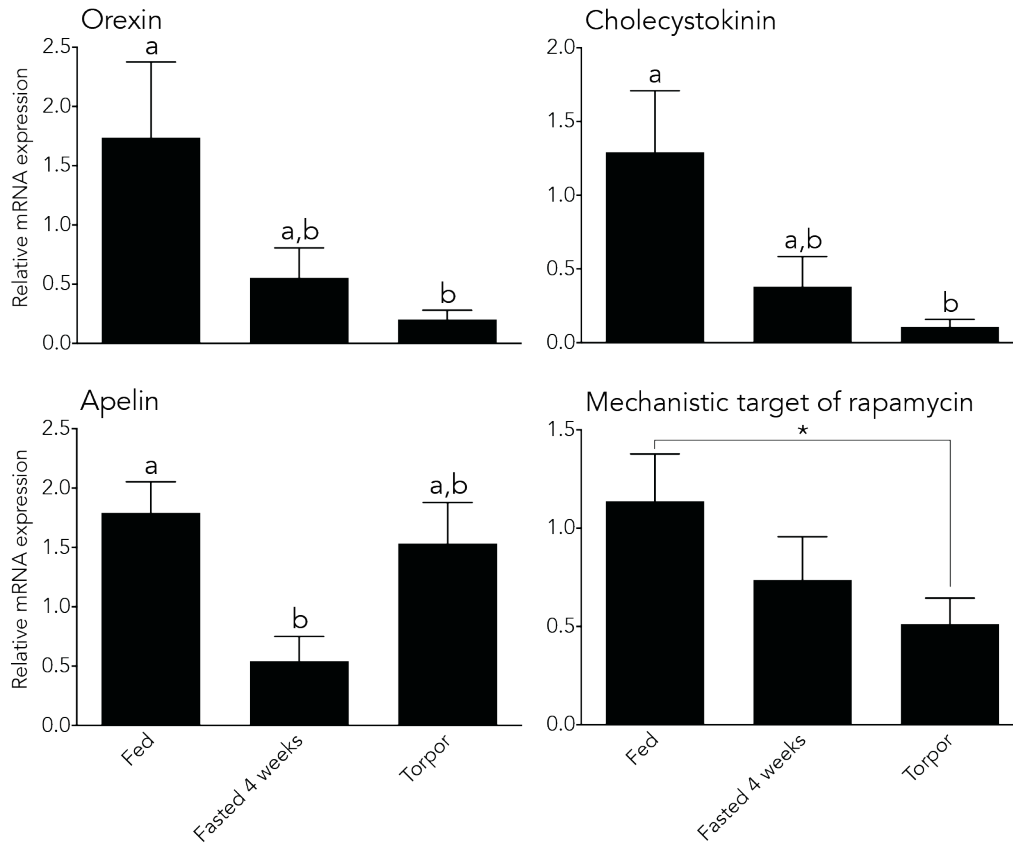 Orexin
Relative mRNA expression
2.5
2.0
1.5
1.0
0.5
0.0
a
a,b
b
Cholecystokinin
2.0
1.5
1.0
0.5
0.0
a
a,b
b
Apelin
Relative mRNA expression
2.5
2.0
1.5
1.0
0.5
0.0
a
b
a,b
Fed
Fasted 4 weeks
Torpor
Mechanistic target of rapamycin
1.5
1.0
0.5
0.0
*
Fed
Fasted 4 weeks
Torpor